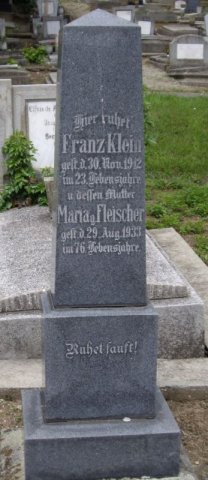 Hier ruhet
Franz Klein
gest. d. 30. Nov. 1912
im 23. Lebensjahre
u dessen Mutter
Maria g. Fleischer
gest. d. 29. Aug. 1933
im 76. Lebensjahre.
Ruhet sanft!